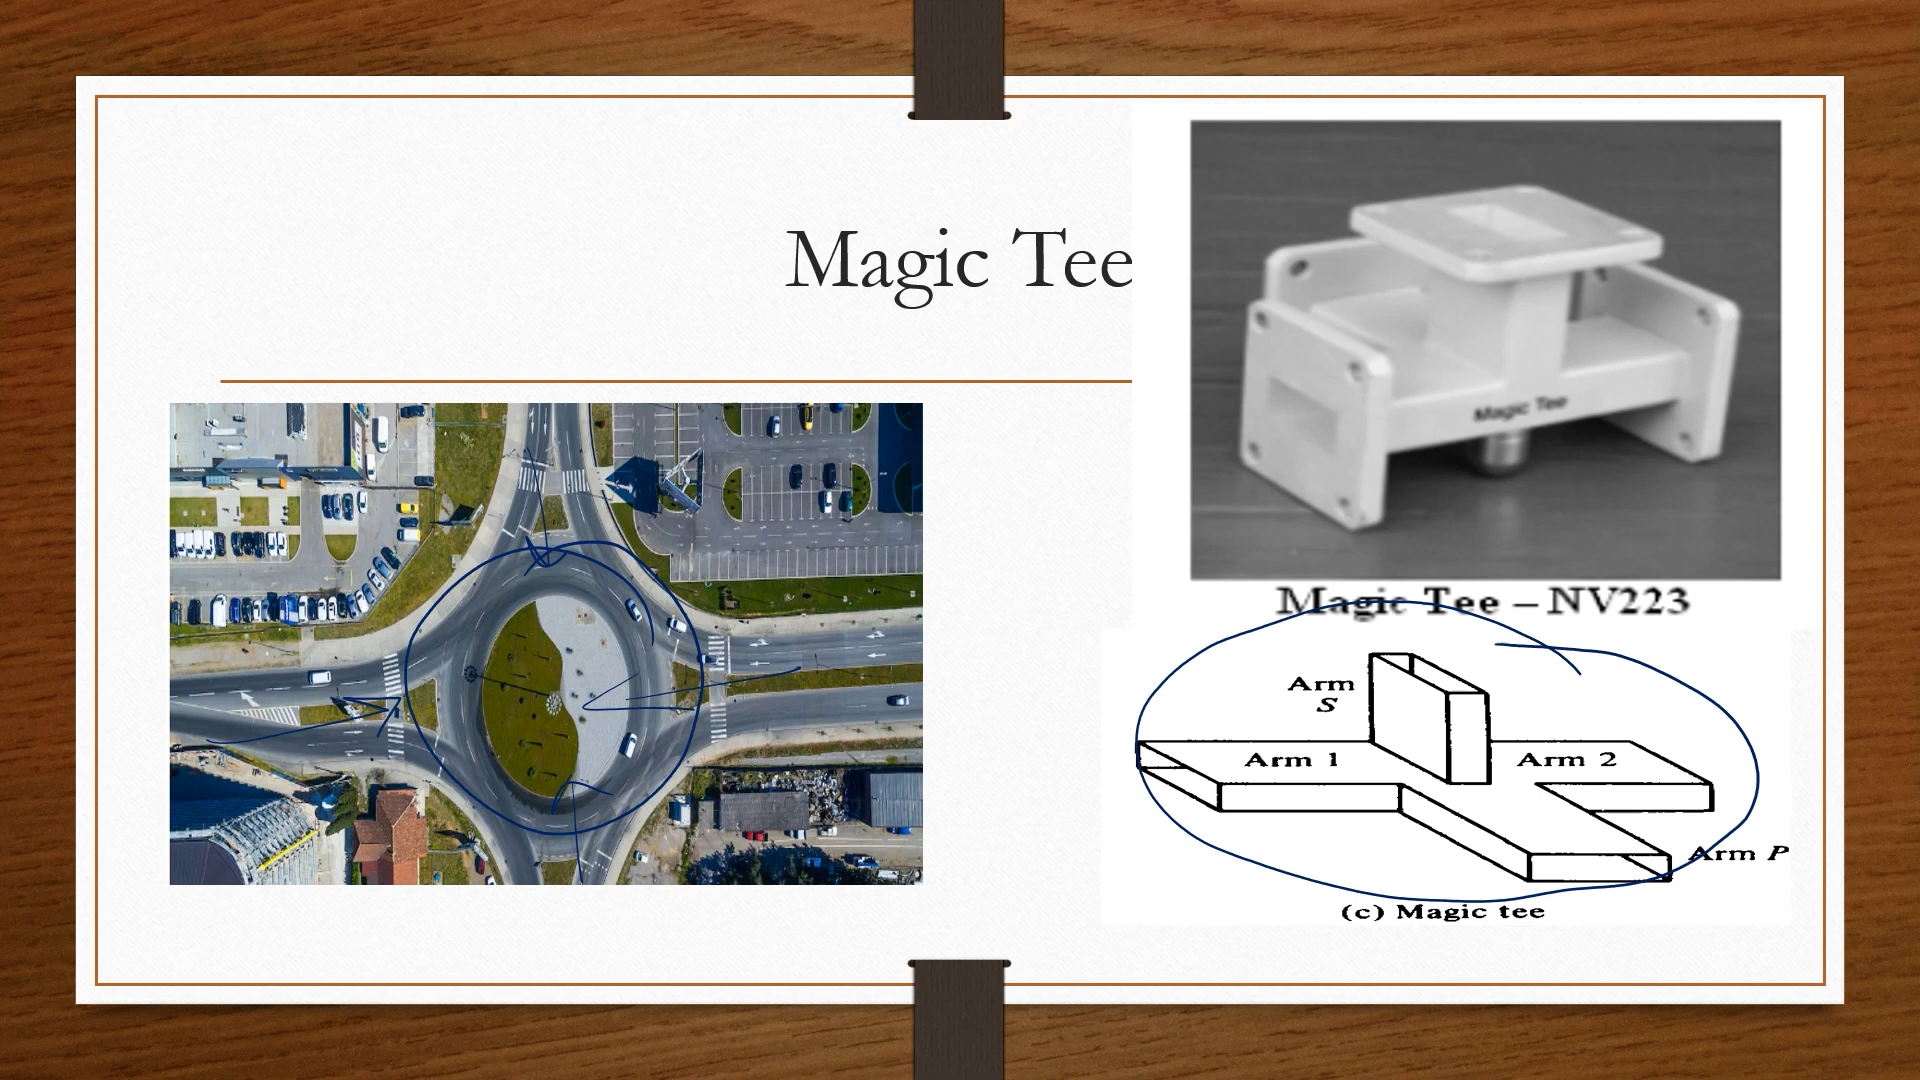 Magic Tee
Magic Tee
Magic Tee – NV223
Arm
S
Arm 1
Arm 2
Arm P
(c) Magic tee